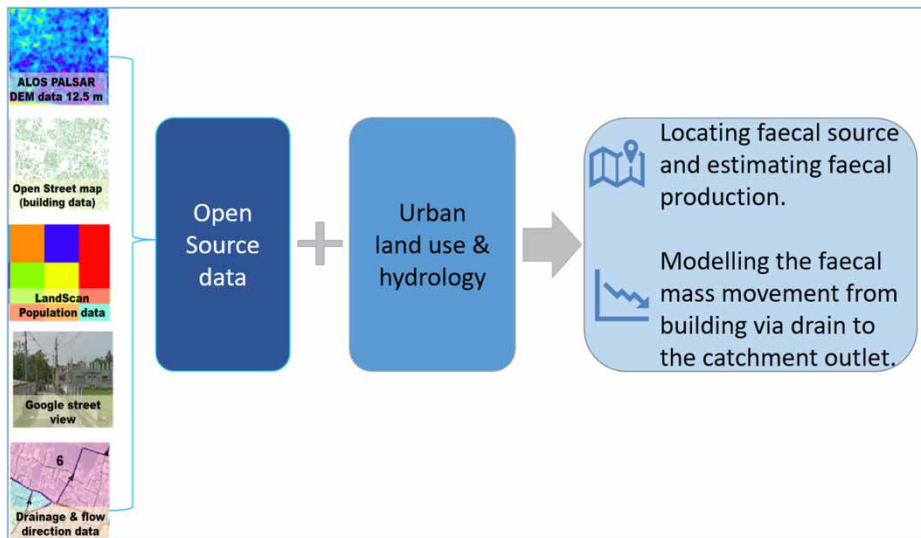 ALOS PALSAR
DEM data 12.5 m
Open Street map
(building data)
LandScan
Population data
Google street
view
6
Drainage & flow
direction data
Open
Source
data
Urban
land use &
hydrology
Locating faecal source
and estimating faecal
production.
Modelling the faecal
mass movement from
building via drain to
the catchment outlet.